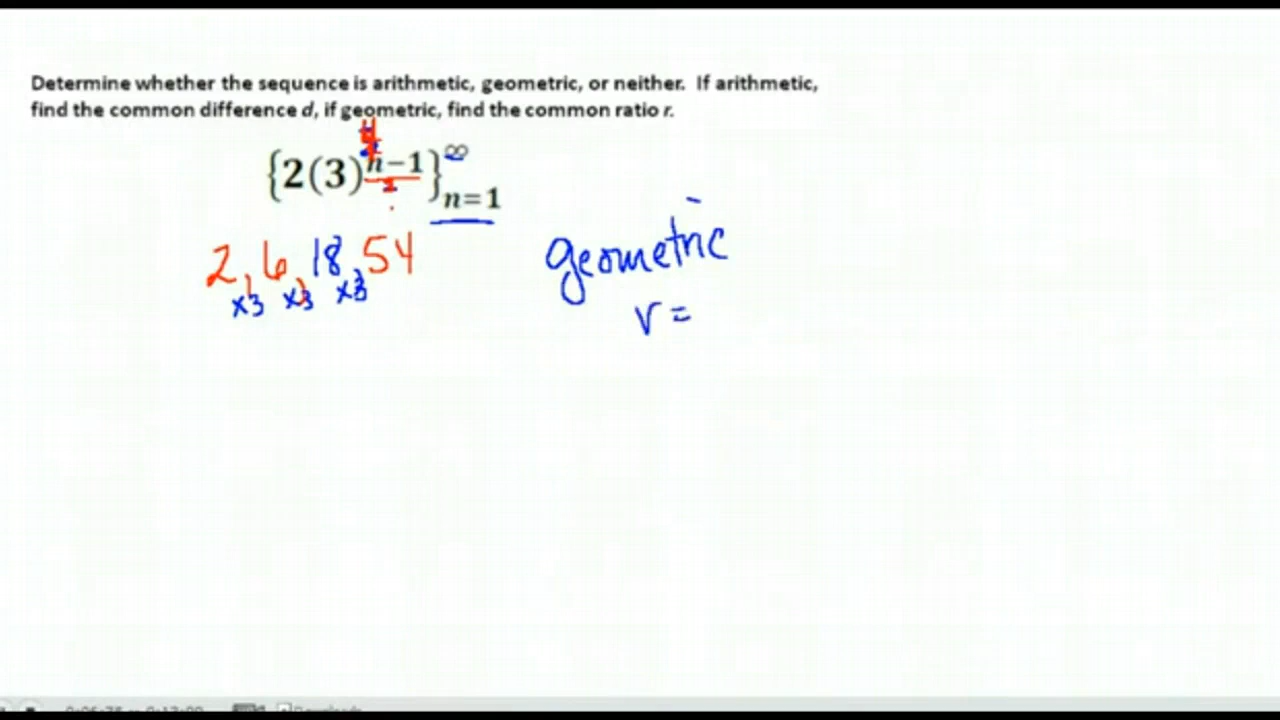 Determine whether the sequence is arithmetic, geometric, or neither. If arithmetic,
find the common difference d, if geometric, find the common ratio r.
{2(3)ⁿ⁻¹}∞n=1
2, 6, 18, 54
×3 ×3 ×3
geometric
r =